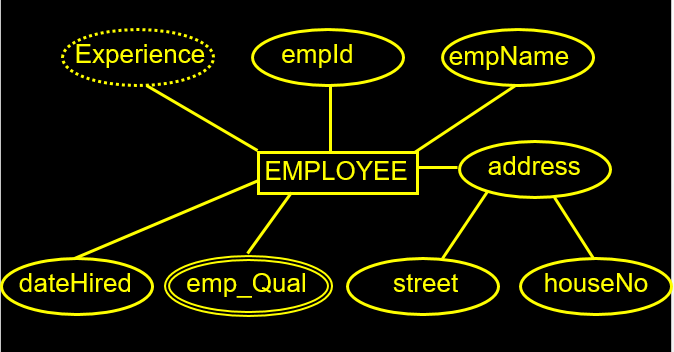 Experience
empId
empName
EMPLOYEE
address
dateHired
emp_Qual
street
houseNo